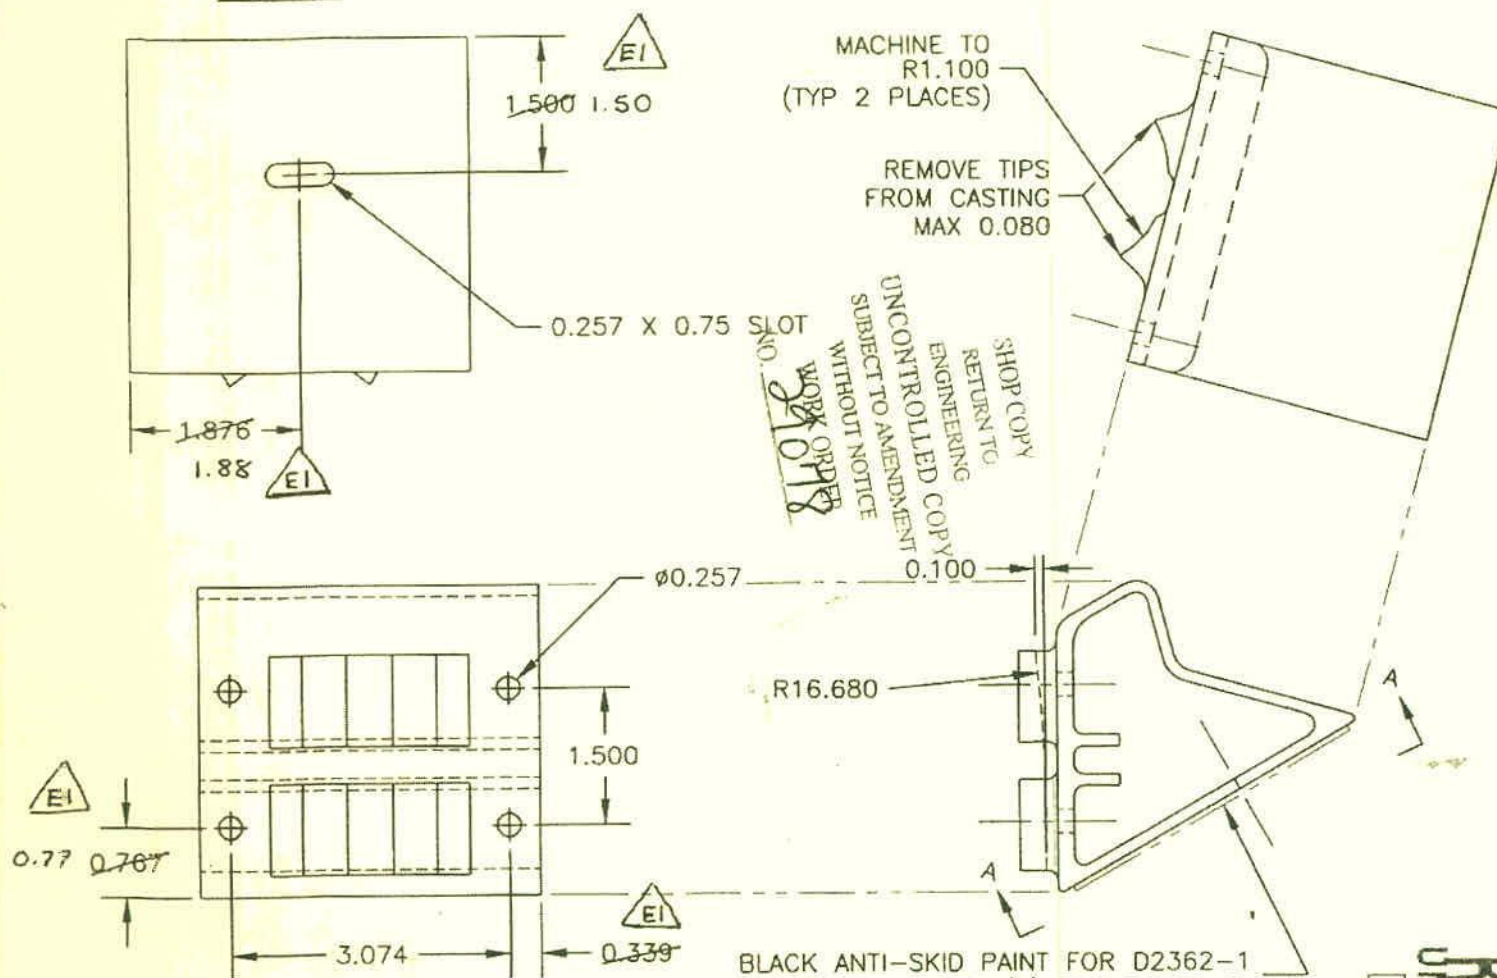 E1
1.500 1.50
MACHINE TO
R1.100
(TYP 2 PLACES)
REMOVE TIPS
FROM CASTING
MAX 0.080
0.257 X 0.75 SLOT
1.876
1.88
E1
SHOP COPY
RETURN TO
ENGINEERING
UNCONTROLLED COPY
SUBJECT TO AMENDMENT
WITHOUT NOTICE
WORK ORDER
NO.
ø0.257
0.100
R16.680
1.500
A
E1
0.77 0.767
A
E1
3.074
0.339
BLACK ANTI-SKID PAINT FOR D2362-1